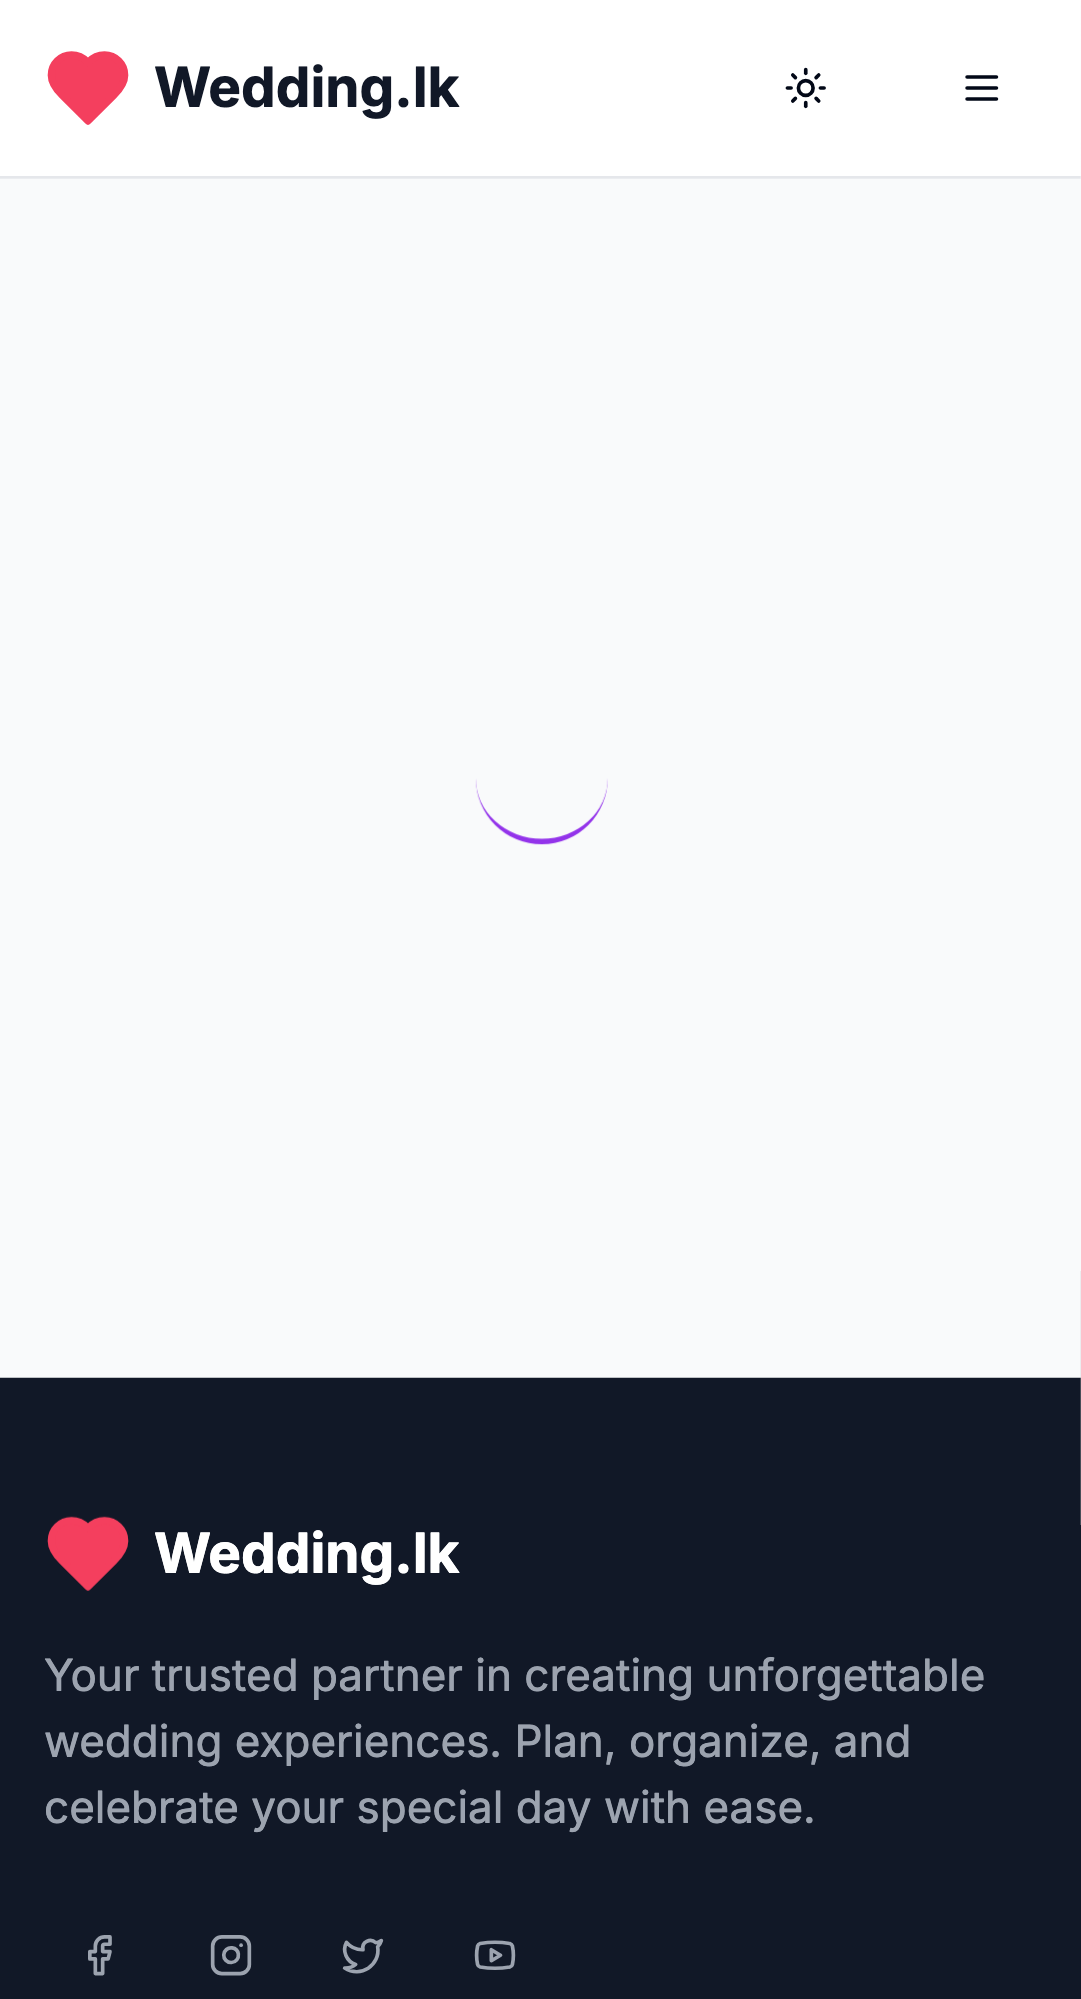 Wedding.lk
Wedding.lk
Your trusted partner in creating unforgettable
wedding experiences. Plan, organize, and
celebrate your special day with ease.